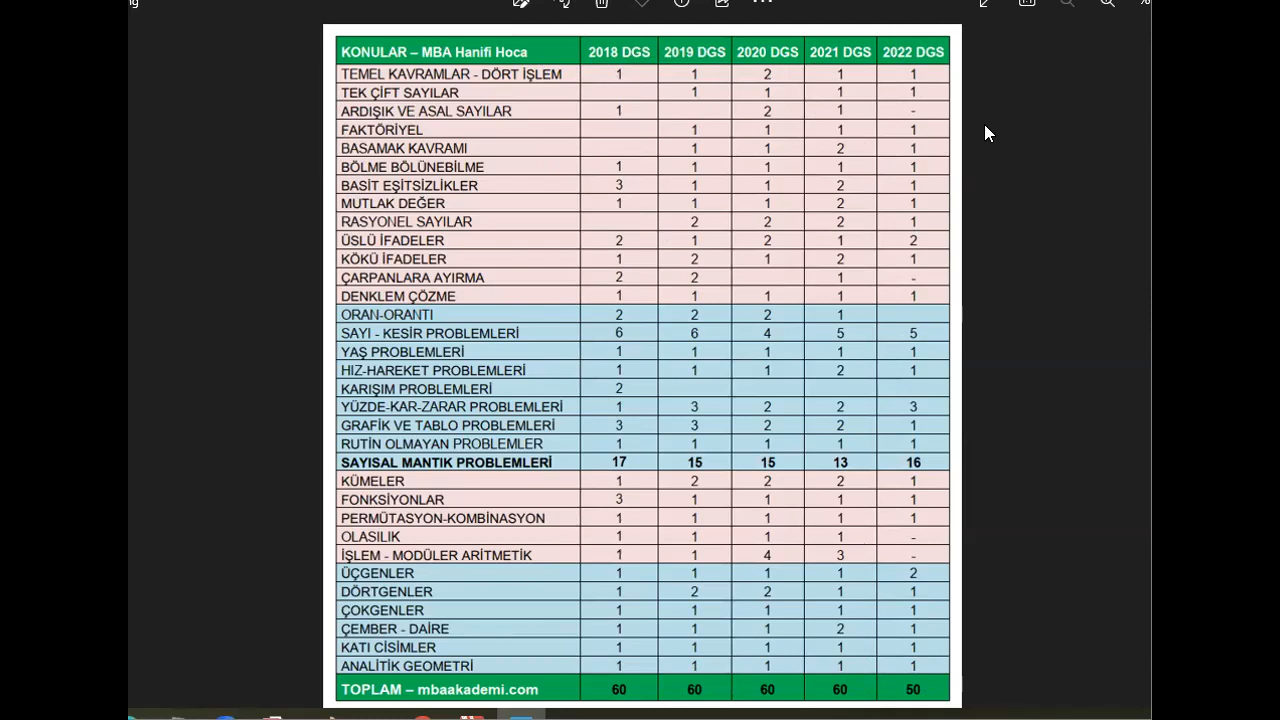 ng
KONULAR – MBA Hanifi Hoca 2018 DGS 2019 DGS 2020 DGS 2021 DGS 2022 DGS
TEMEL KAVRAMLAR - DÖRT İŞLEM 1 1 2 1 1
TEK ÇİFT SAYILAR 1 1 1 1
ARDIŞIK VE ASAL SAYILAR 1 2 1 -
FAKTÖRİYEL 1 1 1 1
BASAMAK KAVRAMI 1 1 2 1
BÖLME BÖLÜNEBİLME 1 1 1 1 1
BASİT EŞİTSİZLİKLER 3 1 1 2 1
MUTLAK DEĞER 1 1 1 2 1
RASYONEL SAYILAR 2 2 2 1
ÜSLÜ İFADELER 2 1 2 1 2
KÖKÜ İFADELER 1 2 1 2 1
ÇARPANLARA AYIRMA 2 2 1 -
DENKLEM ÇÖZME 1 1 1 1 1
ORAN-ORANTI 2 2 2 1
SAYI - KESİR PROBLEMLERİ 6 6 4 5 5
YAŞ PROBLEMLERİ 1 1 1 1 1
HIZ-HAREKET PROBLEMLERİ 1 1 1 2 1
KARIŞIM PROBLEMLERİ 2
YÜZDE-KAR-ZARAR PROBLEMLERİ 1 3 2 2 3
GRAFİK VE TABLO PROBLEMLERİ 3 3 2 2 1
RUTİN OLMAYAN PROBLEMLER 1 1 1 1 1
SAYISAL MANTIK PROBLEMLERİ 17 15 15 13 16
KÜMELER 1 2 2 2 1
FONKSİYONLAR 3 1 1 1 1
PERMÜTASYON-KOMBİNASYON 1 1 1 1 1
OLASILIK 1 1 1 1 -
İŞLEM - MODÜLER ARİTMETİK 1 1 4 3 -
ÜÇGENLER 1 1 1 1 2
DÖRTGENLER 1 2 2 1 1
ÇOKGENLER 1 1 1 1 1
ÇEMBER - DAİRE 1 1 1 2 1
KATI CİSİMLER 1 1 1 1 1
ANALİTİK GEOMETRİ 1 1 1 1 1
TOPLAM – mbaakademi.com 60 60 60 60 50